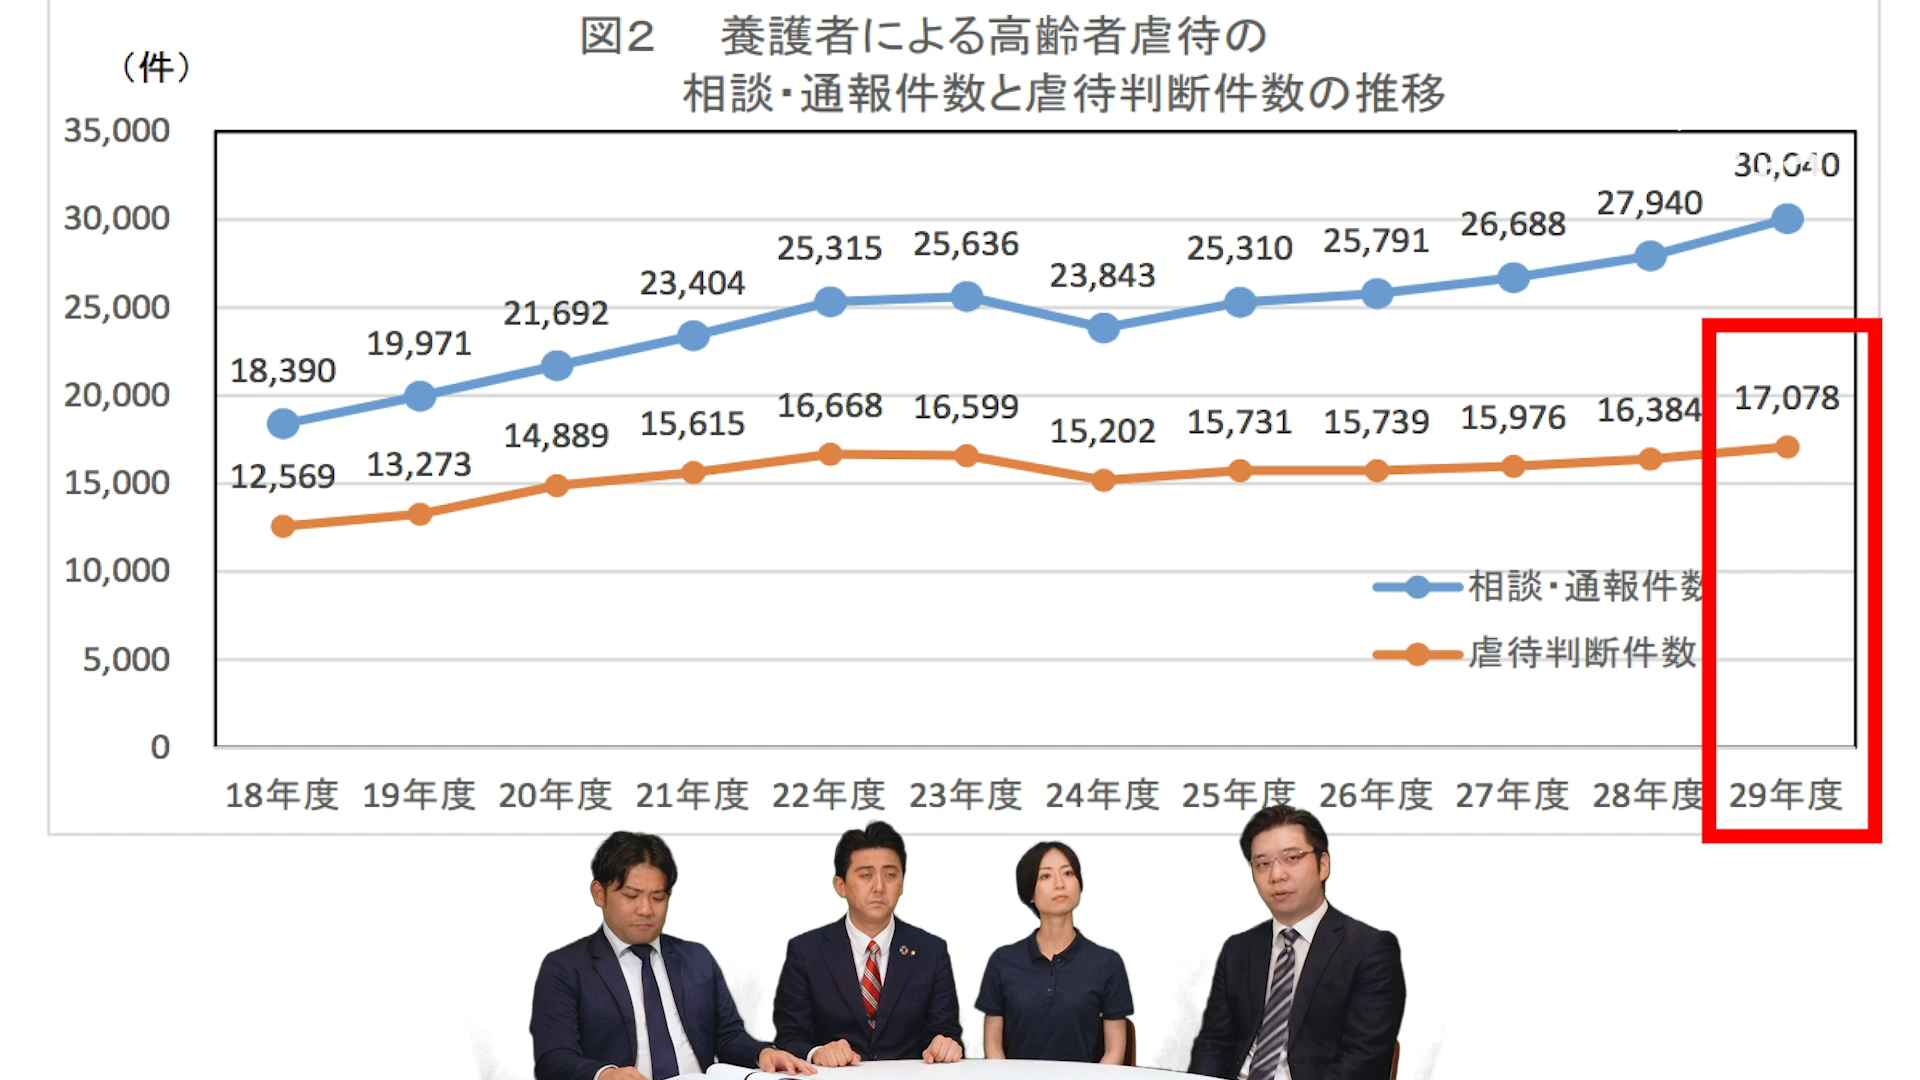 図2 養護者による高齢者虐待の
相談・通報件数と虐待判断件数の推移
（件）
35,000
30,000
25,000
20,000
15,000
10,000
5,000
0
18,390 19,971 21,692 23,404 25,315 25,636 23,843 25,310 25,791 26,688 27,940 30,040
12,569 13,273 14,889 15,615 16,668 16,599 15,202 15,731 15,739 15,976 16,384 17,078
相談・通報件数
虐待判断件数
18年度 19年度 20年度 21年度 22年度 23年度 24年度 25年度 26年度 27年度 28年度 29年度